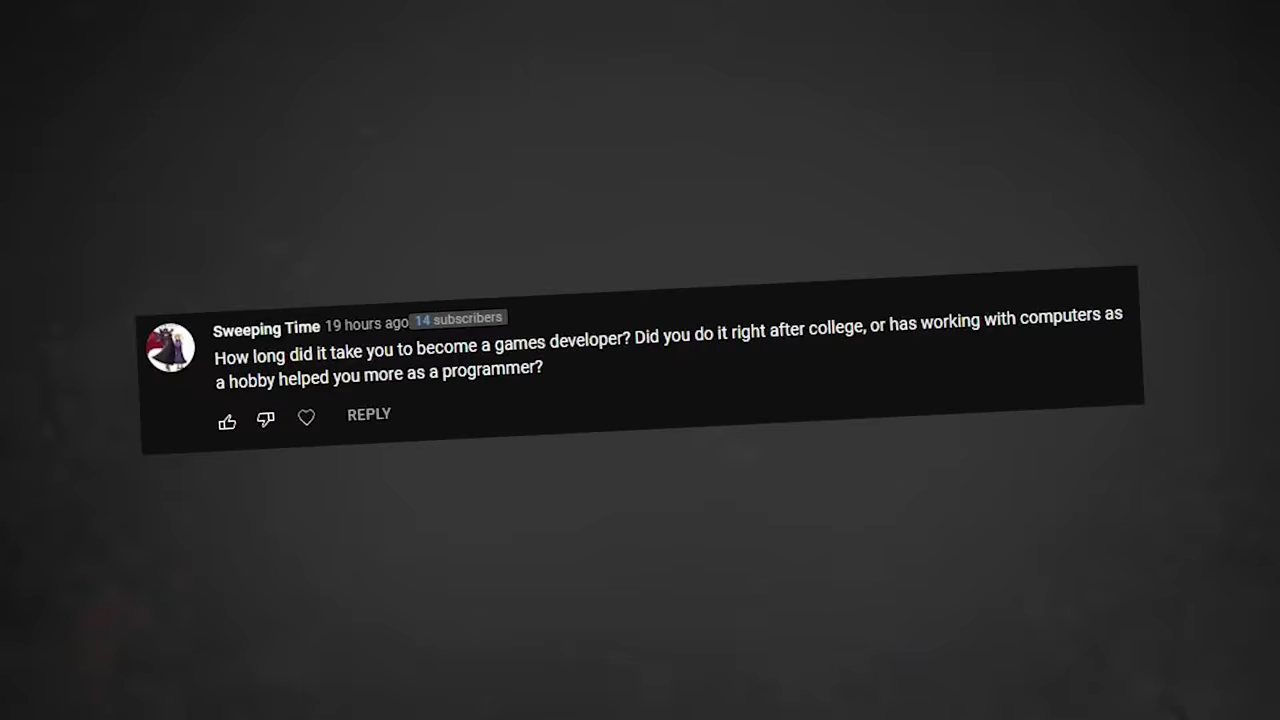 Sweeping Time 19 hours ago 14 subscribers
How long did it take you to become a games developer? Did you do it right after college, or has working with computers as
a hobby helped you more as a programmer?
REPLY